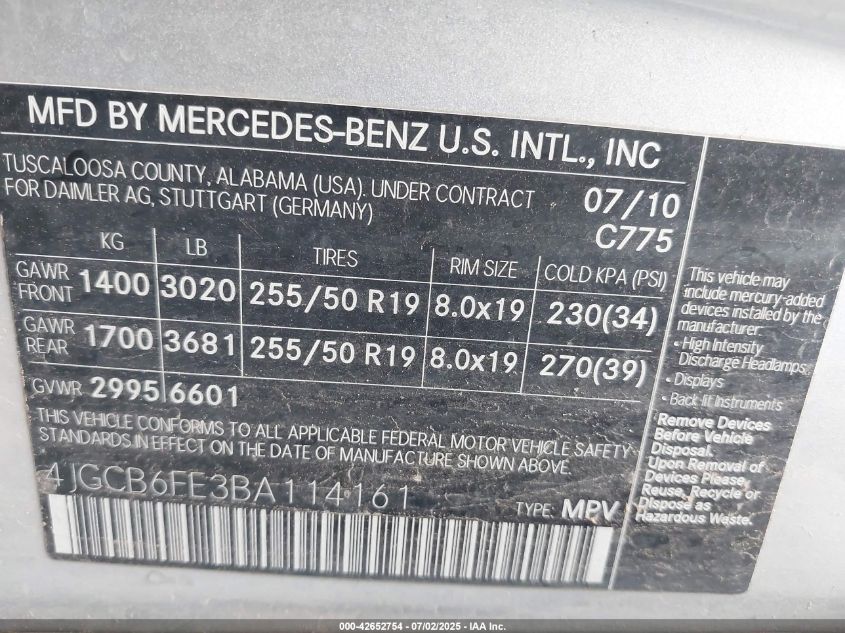 MFD BY MERCEDES-BENZ U.S. INTL., INC
TUSCALOOSA COUNTY, ALABAMA (USA). UNDER CONTRACT
FOR DAIMLER AG, STUTTGART (GERMANY)
07/10
C775
KG LB TIRES RIM SIZE COLD KPA (PSI)
GAWR FRONT 1400 3020 255/50 R19 8.0x19 230(34)
GAWR REAR 1700 3681 255/50 R19 8.0x19 270(39)
GVWR 2995 6601
THIS VEHICLE CONFORMS TO ALL APPLICABLE FEDERAL MOTOR VEHICLE SAFETY
STANDARDS IN EFFECT ON THE DATE OF MANUFACTURE SHOWN ABOVE.
4JGCB6FE3BA114161
TYPE: MPV
This vehicle may
include mercury-added
devices installed by the
manufacturer:
• High Intensity
Discharge Headlamps
• Displays
• Back lit Instruments
Remove Devices
Before Vehicle
Disposal.
Upon Removal of
Devices Please
Reuse, Recycle or
Dispose as
Hazardous Waste.
000-42652754 - 07/02/2025 - IAA Inc.